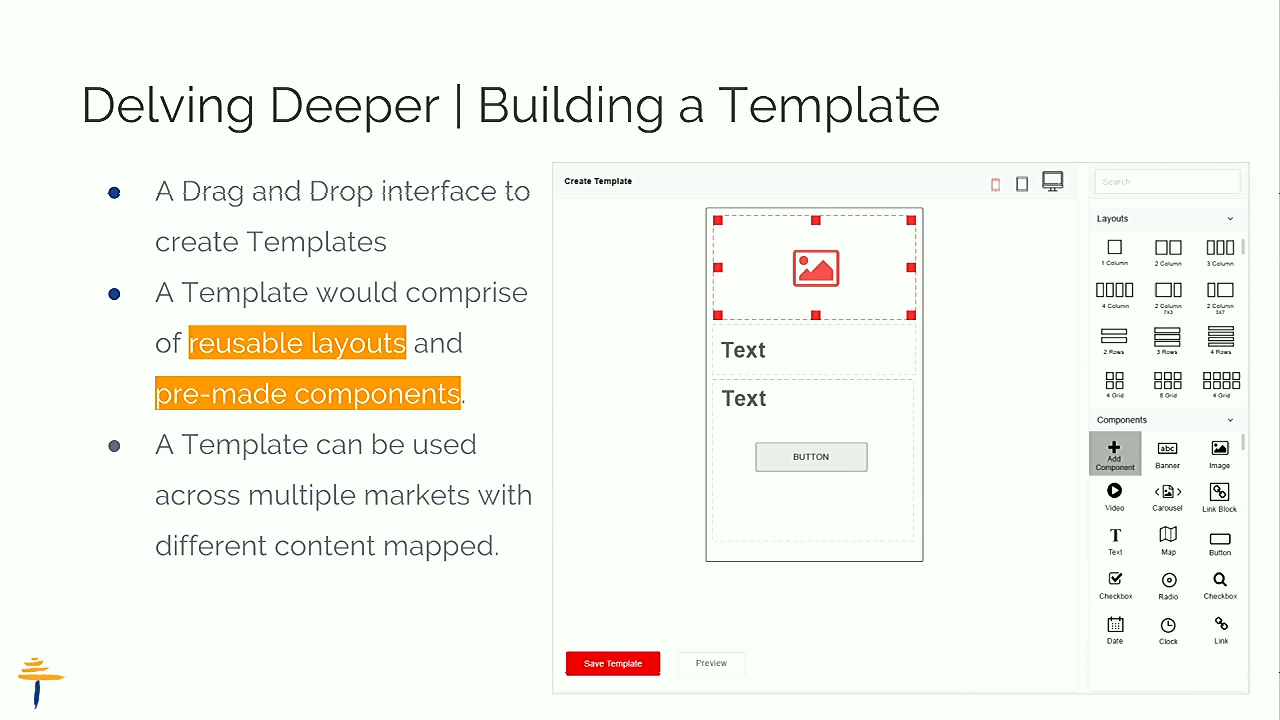 Delving Deeper | Building a Template
● A Drag and Drop interface to
create Templates
● A Template would comprise
of reusable layouts and
pre-made components.
● A Template can be used
across multiple markets with
different content mapped.
Create Template
Text
Text
BUTTON
Save Template
Preview
Search
Layouts
1 Column 2 Column 3 Column
4 Column 2 Column 2 Column
7X3 3X7
2 Rows 3 Rows 4 Rows
4 Grid 6 Grid 4 Grid
Components
Add
Component
abc
Banner Image
Video Carousel Link Block
T
Text Map Button
Checkbox Radio Checkbox
Date Clock Link